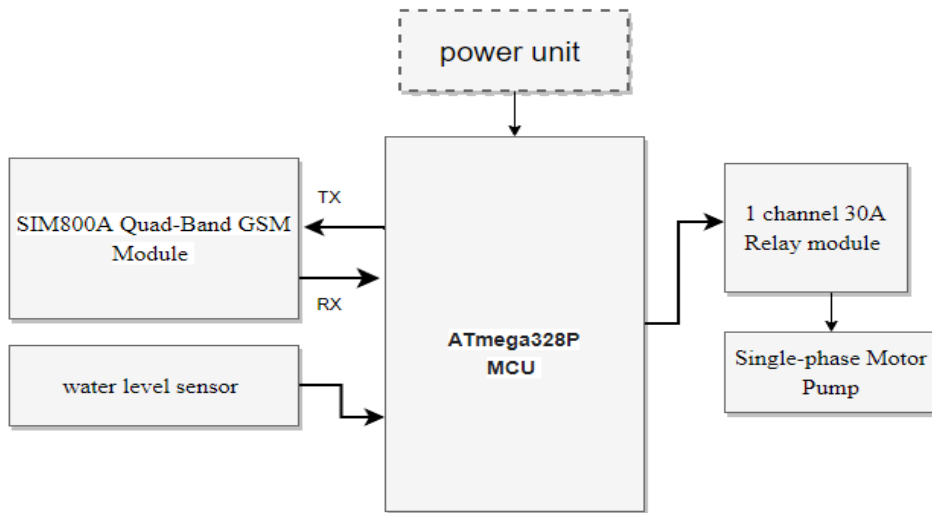 power unit
TX
SIM800A Quad-Band GSM
Module
RX
water level sensor
ATmega328P
MCU
1 channel 30A
Relay module
Single-phase Motor
Pump